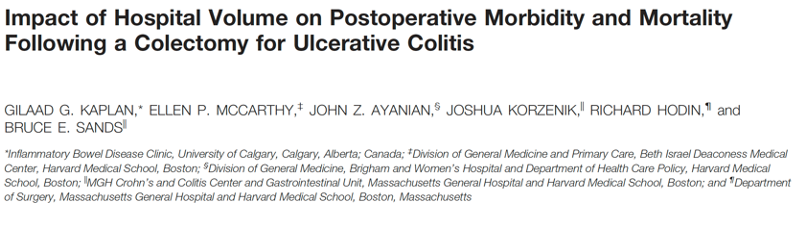 Impact of Hospital Volume on Postoperative Morbidity and Mortality
Following a Colectomy for Ulcerative Colitis
GILAAD G. KAPLAN,* ELLEN P. MCCARTHY,‡ JOHN Z. AYANIAN,§ JOSHUA KORZENIK,∥ RICHARD HODIN,¶ and
BRUCE E. SANDS∥
*Inflammatory Bowel Disease Clinic, University of Calgary, Calgary, Alberta; Canada; ‡Division of General Medicine and Primary Care, Beth Israel Deaconess Medical
Center, Harvard Medical School, Boston; §Division of General Medicine, Brigham and Women's Hospital and Department of Health Care Policy, Harvard Medical
School, Boston; ∥MGH Crohn's and Colitis Center and Gastrointestinal Unit, Massachusetts General Hospital and Harvard Medical School, Boston; and ¶Department
of Surgery, Massachusetts General Hospital and Harvard Medical School, Boston, Massachusetts